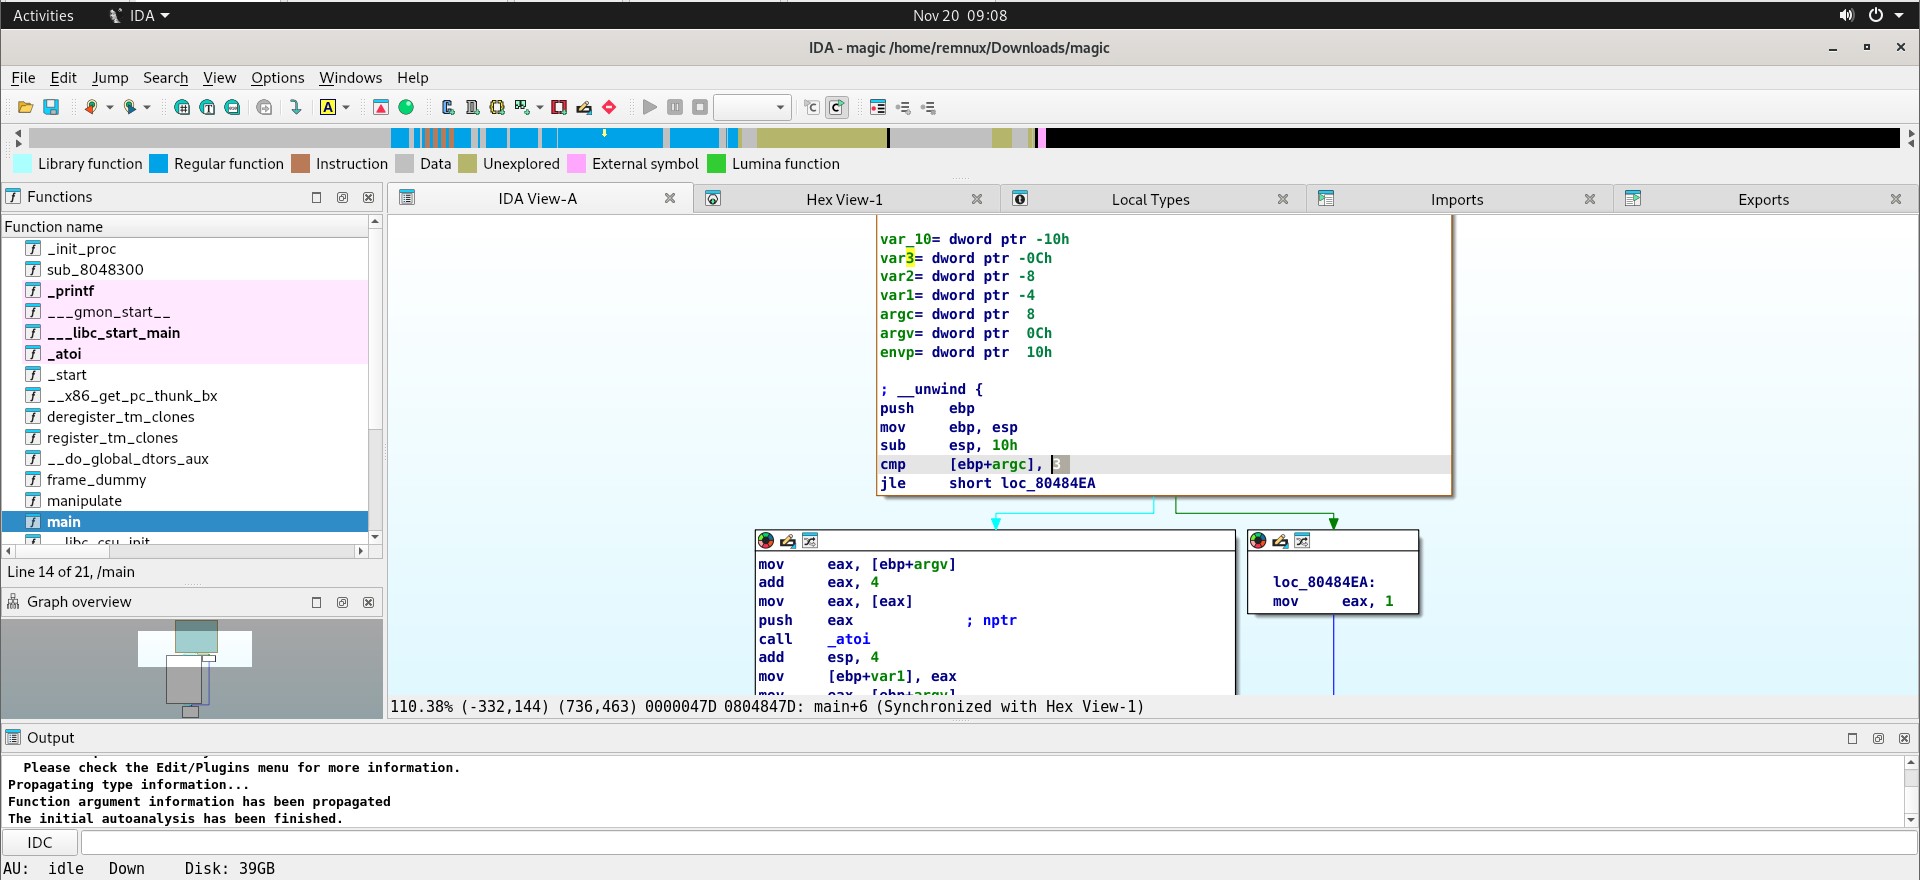 Activities IDA Nov 20 09:08
IDA - magic /home/remnux/Downloads/magic
File Edit Jump Search View Options Windows Help
Library function Regular function Instruction Data Unexplored External symbol Lumina function
Functions
Function name
_init_proc
sub_8048300
_printf
___gmon_start__
___libc_start_main
_atoi
_start
__x86_get_pc_thunk_bx
deregister_tm_clones
register_tm_clones
__do_global_dtors_aux
frame_dummy
manipulate
main
__libc_csu_init
Line 14 of 21, /main
Graph overview
IDA View-A Hex View-1 Local Types Imports Exports
var_10= dword ptr -10h
var3= dword ptr -0Ch
var2= dword ptr -8
var1= dword ptr -4
argc= dword ptr  8
argv= dword ptr  0Ch
envp= dword ptr  10h
; __unwind {
push    ebp
mov     ebp, esp
sub     esp, 10h
cmp     [ebp+argc], 3
jle     short loc_80484EA
mov     eax, [ebp+argv]
add     eax, 4
mov     eax, [eax]
push    eax             ; nptr
call    _atoi
add     esp, 4
mov     [ebp+var1], eax
mov     eax, [ebp+argv]
loc_80484EA:
mov     eax, 1
110.38% (-332,144) (736,463) 0000047D 0804847D: main+6 (Synchronized with Hex View-1)
Output
Please check the Edit/Plugins menu for more information.
Propagating type information...
Function argument information has been propagated
The initial autoanalysis has been finished.
IDC
AU:  idle   Down     Disk: 39GB